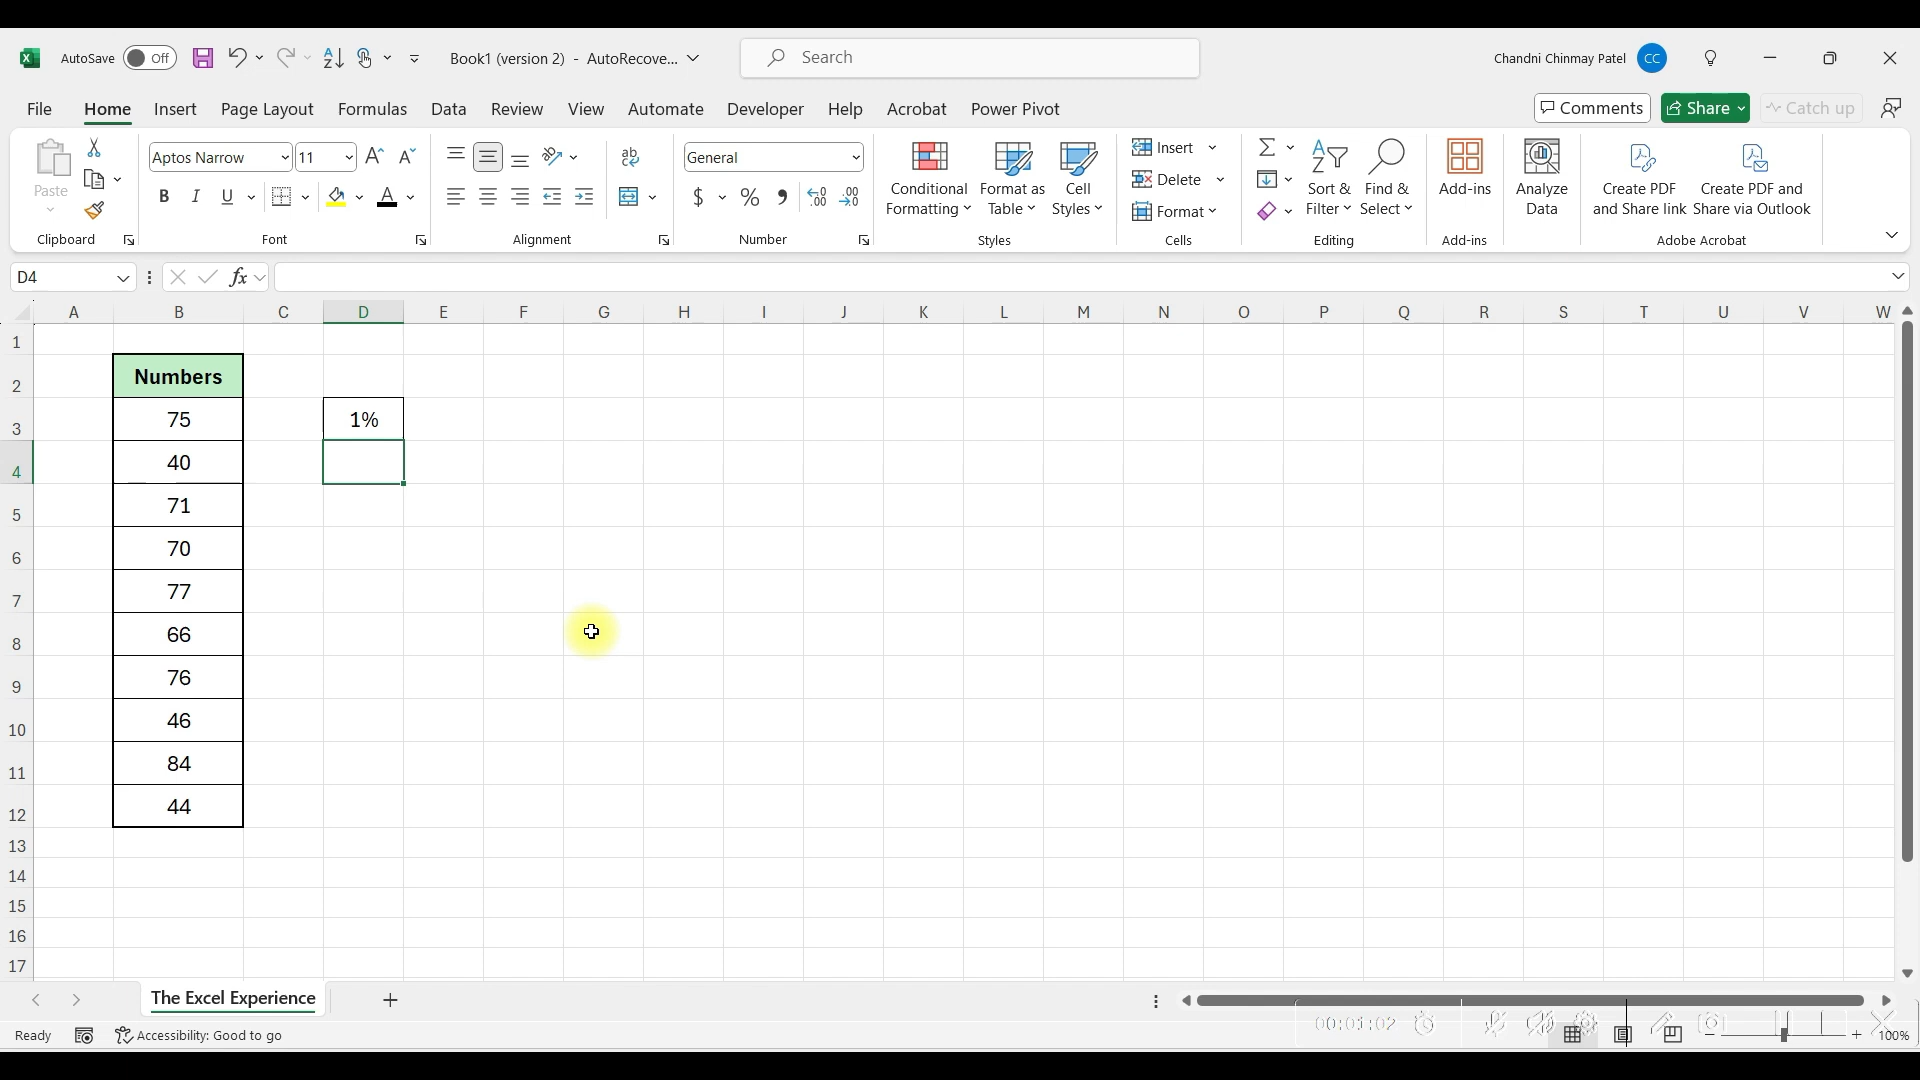 AutoSave Off Book1 (version 2) - AutoRecove... Search Chandni Chinmay Patel CC
File Home Insert Page Layout Formulas Data Review View Automate Developer Help Acrobat Power Pivot Comments Share Catch up
Paste
Clipboard
Aptos Narrow 11
B I U A
Font
ab
Alignment
General
$ % 9 .00
Number
Conditional Formatting
Format as Table
Cell Styles
Styles
Insert
Delete
Format
Cells
Sort & Filter
Find & Select
Editing
Add-ins
Add-ins
Analyze Data
Create PDF and Share link
Create PDF and Share via Outlook
Adobe Acrobat
D4 fx
A B C D E F G H I J K L M N O P Q R S T U V W
1
2 Numbers
3 75 1%
4 40
5 71
6 70
7 77
8 66
9 76
10 46
11 84
12 44
13
14
15
16
17
The Excel Experience
Ready Accessibility: Good to go 00:01:02 100%